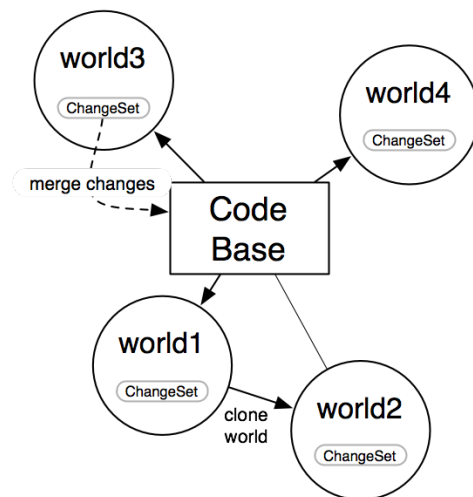 world3
ChangeSet
world4
ChangeSet
merge changes
Code
Base
world1
ChangeSet
clone
world
world2
ChangeSet